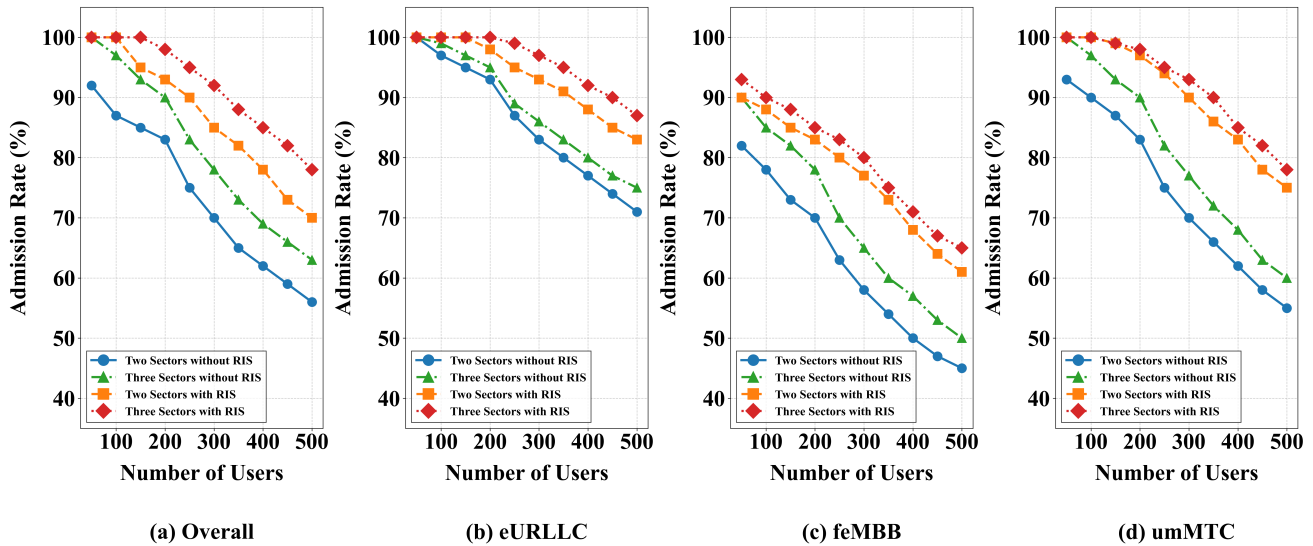 100
90
80
70
60
50
40
Admission Rate (%)
Two Sectors without RIS
Three Sectors without RIS
Two Sectors with RIS
Three Sectors with RIS
100 200 300 400 500
Number of Users
(a) Overall
100
90
80
70
60
50
40
Admission Rate (%)
Two Sectors without RIS
Three Sectors without RIS
Two Sectors with RIS
Three Sectors with RIS
100 200 300 400 500
Number of Users
(b) eURLLC
100
90
80
70
60
50
40
Admission Rate (%)
Two Sectors without RIS
Three Sectors without RIS
Two Sectors with RIS
Three Sectors with RIS
100 200 300 400 500
Number of Users
(c) feMBB
100
90
80
70
60
50
40
Admission Rate (%)
Two Sectors without RIS
Three Sectors without RIS
Two Sectors with RIS
Three Sectors with RIS
100 200 300 400 500
Number of Users
(d) umMTC